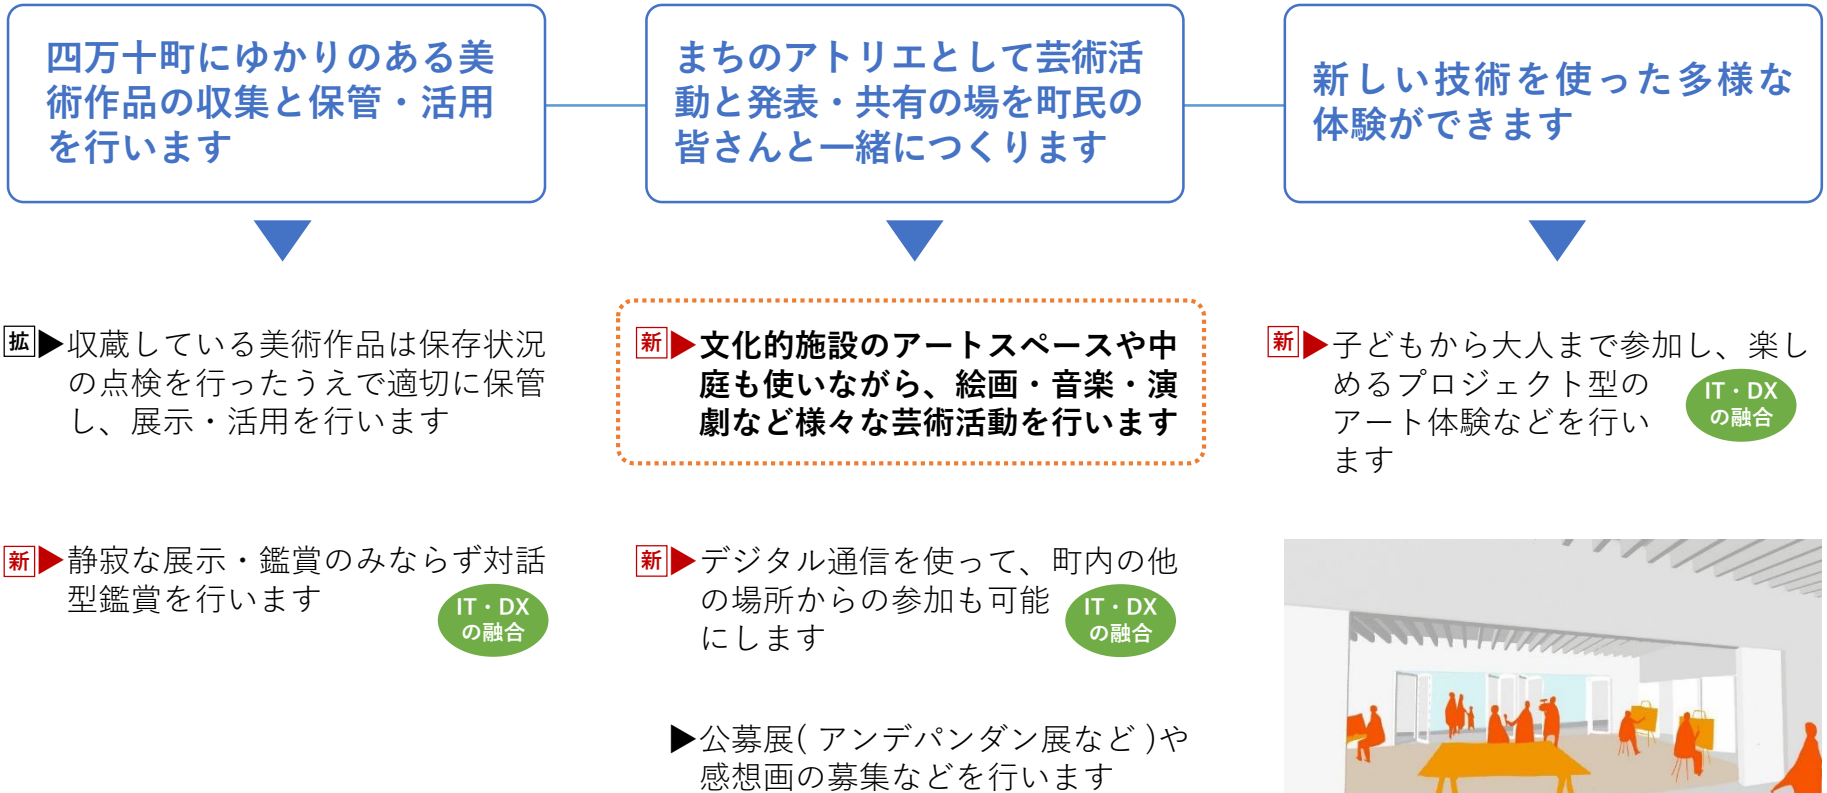 四万十町にゆかりのある美
術作品の収集と保管・活用
を行います
まちのアトリエとして芸術活
動と発表・共有の場を町民の
皆さんと一緒につくります
新しい技術を使った多様な
体験ができます
拡▶収蔵している美術作品は保存状況
の点検を行ったうえで適切に保管
し、展示・活用を行います
新▶静寂な展示・鑑賞のみならず対話
型鑑賞を行います
IT・DX
の融合
新▶文化的施設のアートスペースや中
庭も使いながら、絵画・音楽・演
劇など様々な芸術活動を行います
新▶デジタル通信を使って、町内の他
の場所からの参加も可能
にします
IT・DX
の融合
▶公募展( アンデパンダン展など )や
感想画の募集などを行います
新▶子どもから大人まで参加し、楽し
めるプロジェクト型の
アート体験などを行い
ます
IT・DX
の融合